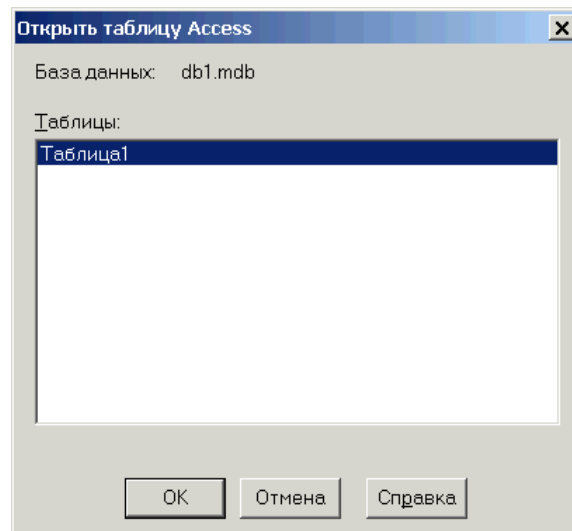 Открыть таблицу Access
База данных: db1.mdb
Таблицы:
Таблица1
OK Отмена Справка